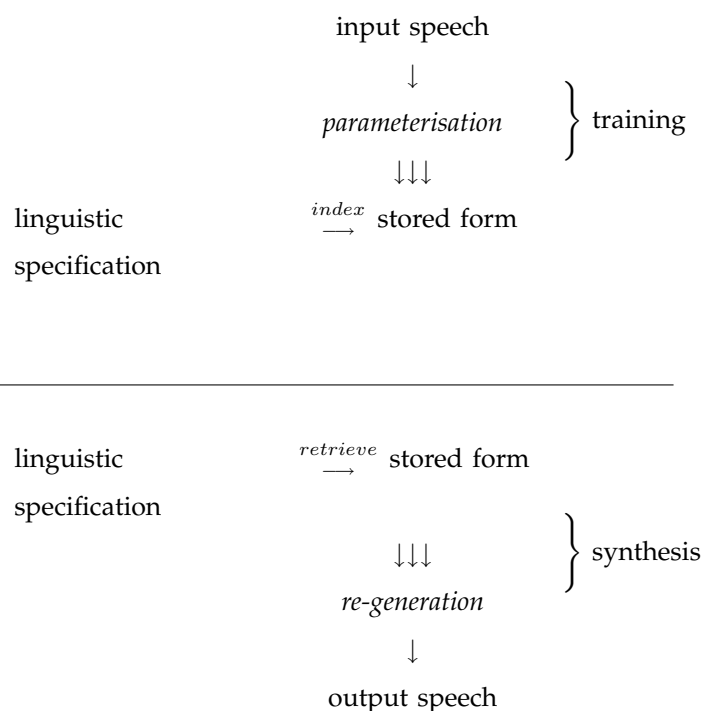 input speech
↓
parameterisation
} training
↓↓↓
linguistic index⟶ stored form
specification
linguistic retrieve⟶ stored form
specification
} synthesis
↓↓↓
re-generation
↓
output speech